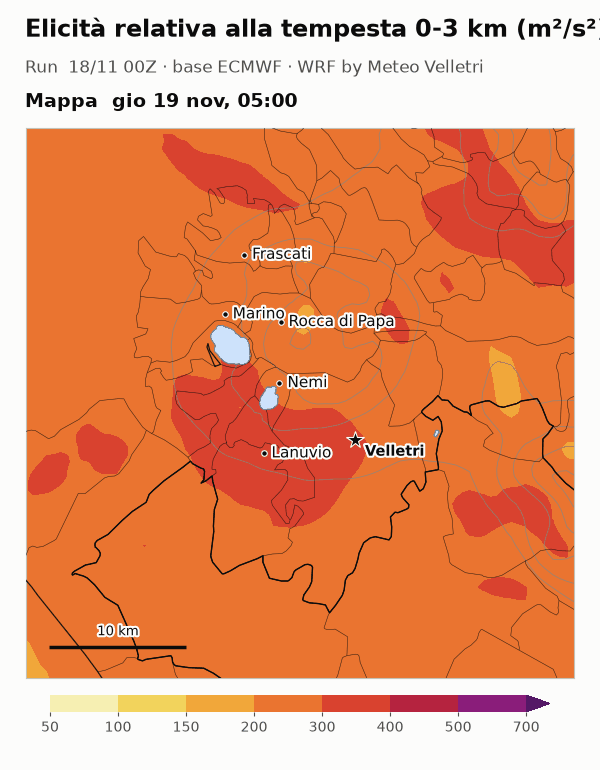 Elicità relativa alla tempesta 0-3 km (m²/s²)
Run  18/11 00Z · base ECMWF · WRF by Meteo Velletri
Mappa  gio 19 nov, 05:00
Frascati
Marino
Rocca di Papa
Nemi
Velletri
Lanuvio
10 km
50 100 150 200 300 400 500 700